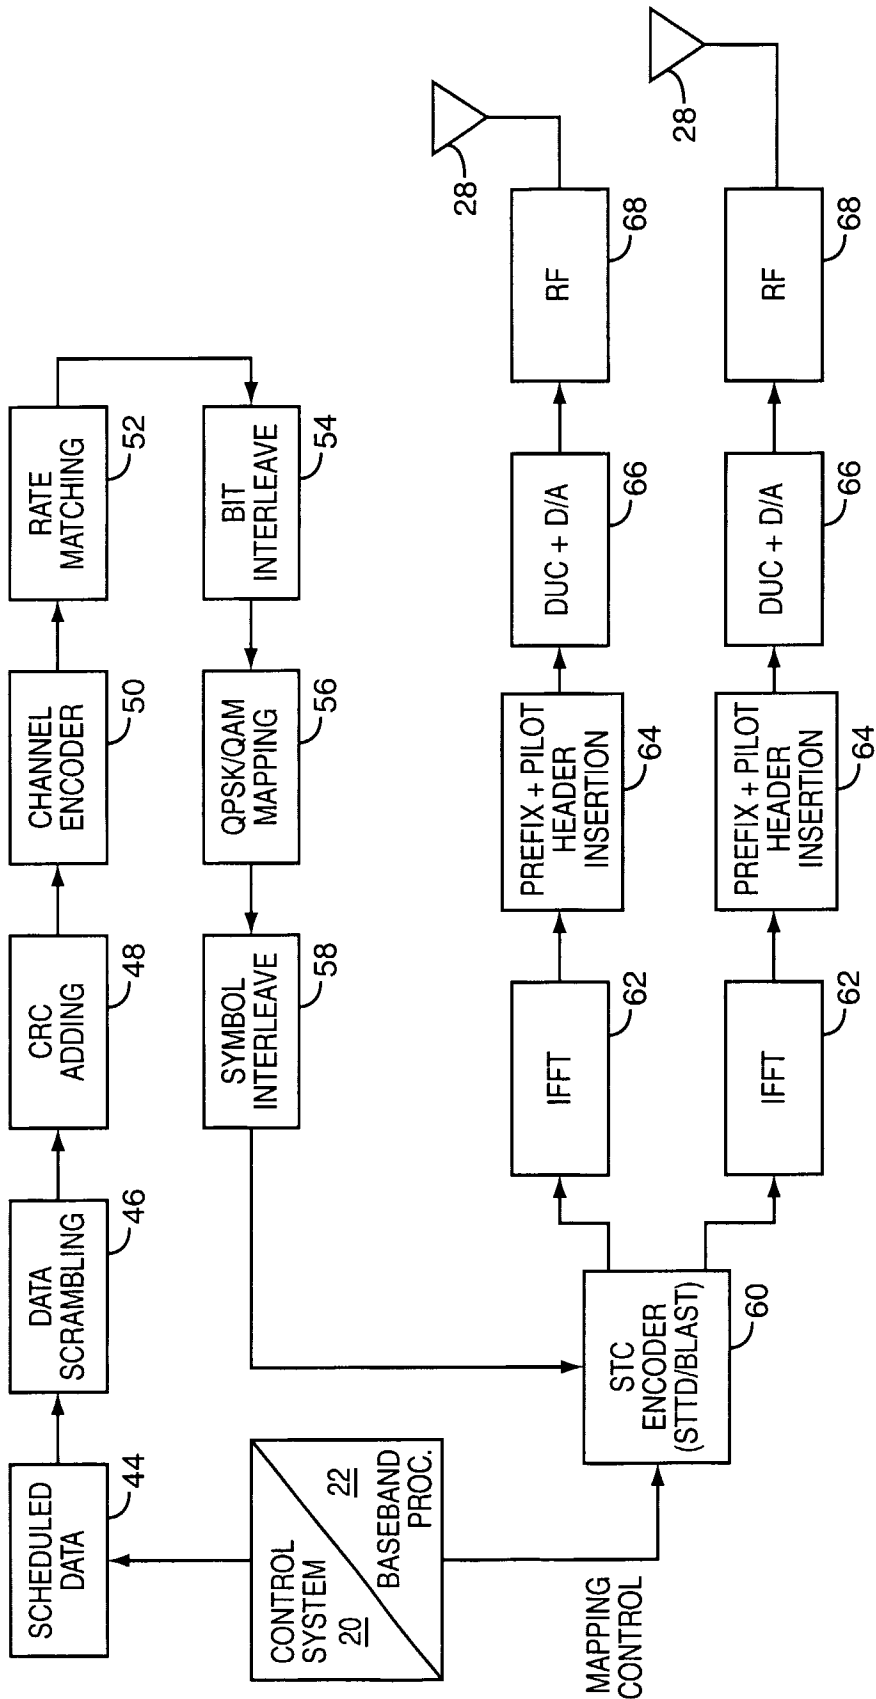 SCHEDULED
DATA
44
DATA
SCRAMBLING
46
CRC
ADDING
48
CHANNEL
ENCODER
50
RATE
MATCHING
52
BIT
INTERLEAVE
54
QPSK/QAM
MAPPING
56
SYMBOL
INTERLEAVE
58
CONTROL
SYSTEM
20
22
BASEBAND
PROC.
MAPPING
CONTROL
STC
ENCODER
(STTD/BLAST)
60
IFFT
62
PREFIX + PILOT
HEADER
INSERTION
64
DUC + D/A
66
RF
68
28
IFFT
62
PREFIX + PILOT
HEADER
INSERTION
64
DUC + D/A
66
RF
68
28